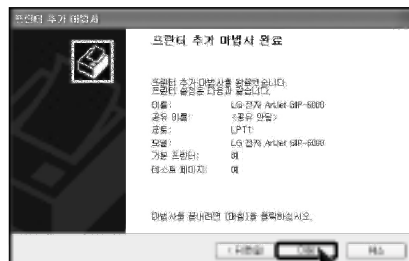 프린터 추가 마법사
프린터 추가 마법사 완료
프린터 추가 마법사를 완료했습니다.
프린터 설정은 다음과 같습니다.
이름: LG 전자 ArtJet GIP-6000
공유 이름: <공유 안함>
포트: LPT1:
모델: LG 전자 ArtJet GIP-6000
기본 프린터: 예
테스트 페이지: 예
마법사를 끝내려면 [마침]을 클릭하십시오.
< 뒤로(B) 마침 취소